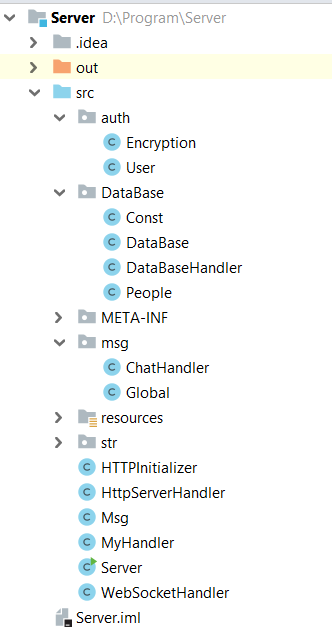 Server D:\Program\Server
.idea
out
src
auth
Encryption
User
DataBase
Const
DataBase
DataBaseHandler
People
META-INF
msg
ChatHandler
Global
resources
str
HTTPInitializer
HttpServerHandler
Msg
MyHandler
Server
WebSocketHandler
Server.iml